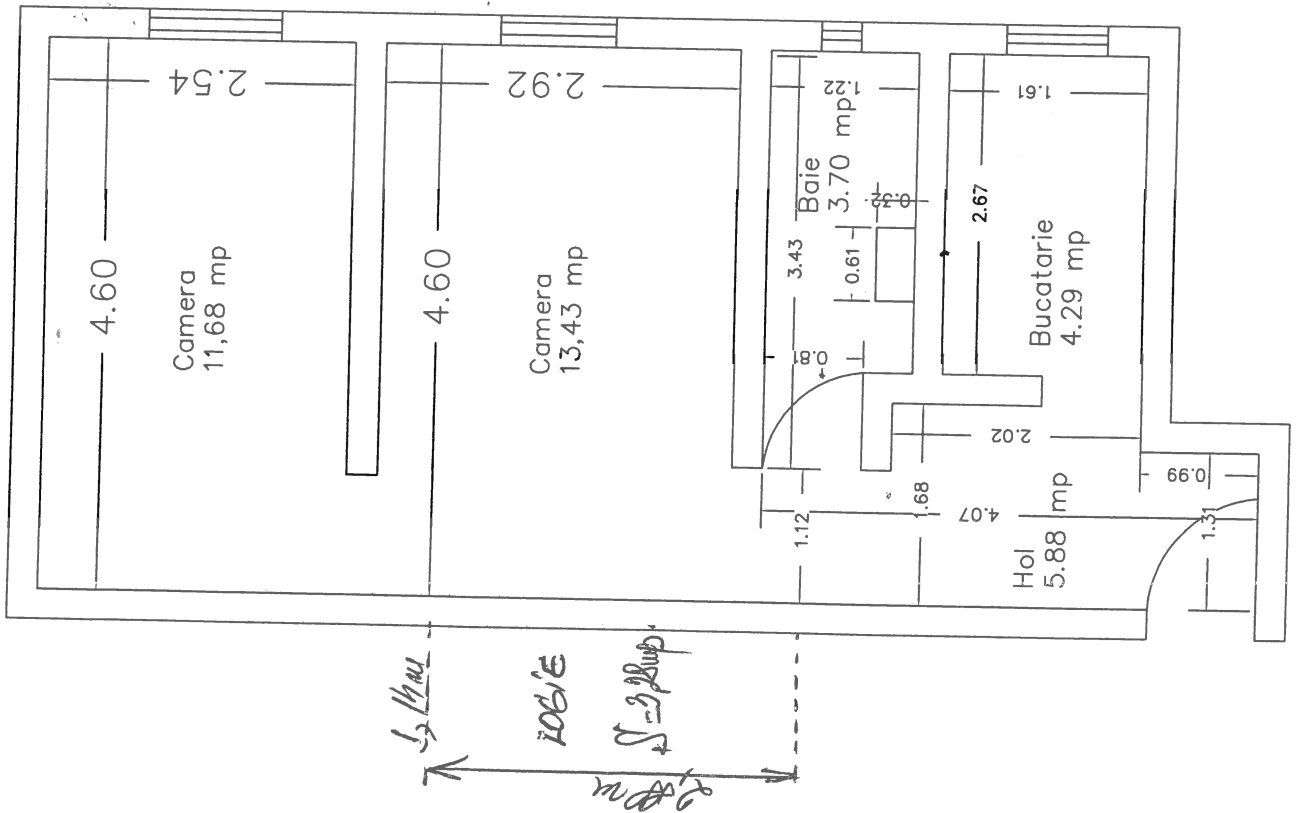 2.54
4.60
Camera
11,68 mp
2.92
4.60
Camera
13,43 mp
1.22
Baie
3.70 mp
0.32
3.43
0.61
0.81
1.61
2.67
Bucatarie
4.29 mp
2.02
1.68
4.07
1.12
Hol
5.88 mp
0.99
1.31
LOGIE